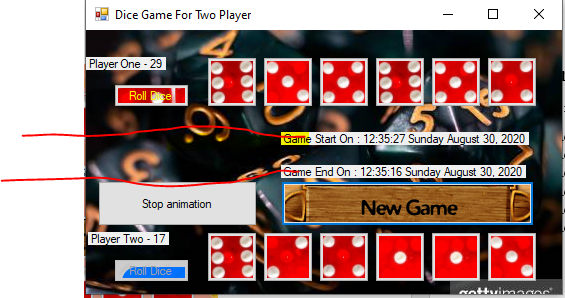 Dice Game For Two Player
Player One - 29
Roll Dice
Game Start On : 12:35:27 Sunday August 30, 2020
Game End On : 12:35:16 Sunday August 30, 2020
Stop animation
New Game
Player Two - 17
Roll Dice
gettyimages